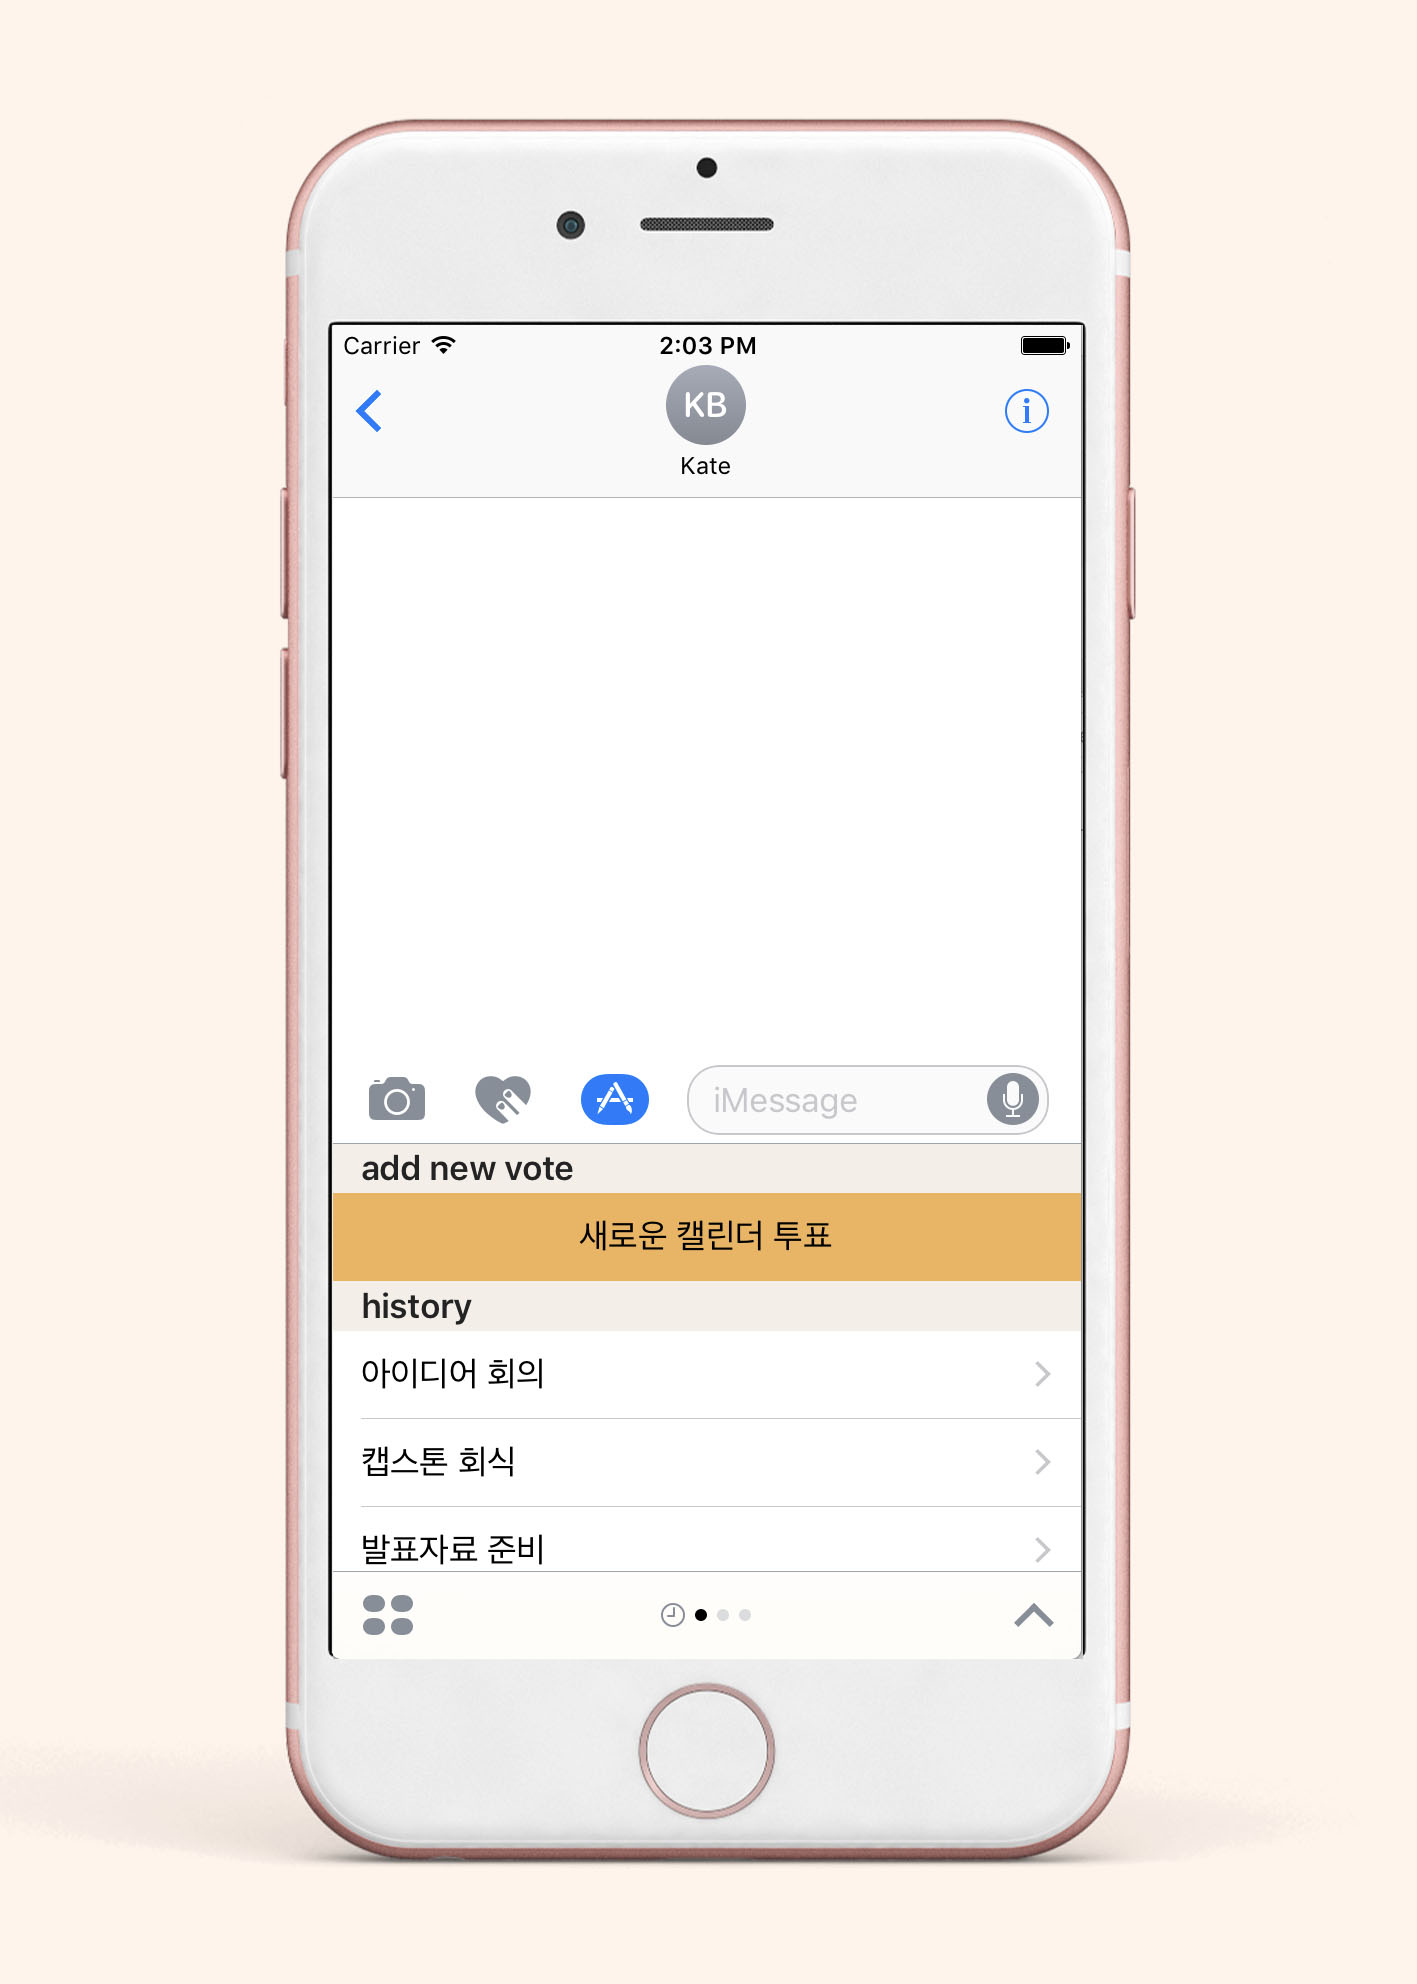 Carrier 2:03 PM
KB
Kate
iMessage
add new vote
새로운 캘린더 투표
history
아이디어 회의
캡스톤 회식
발표자료 준비